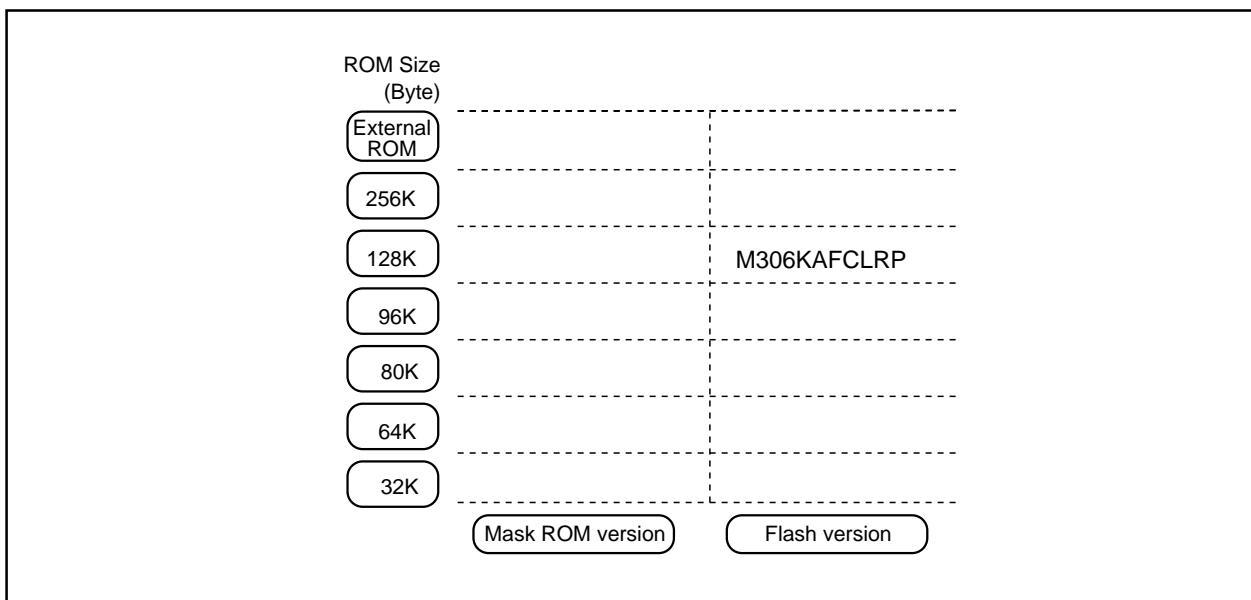 ROM Size
(Byte)
External
ROM
256K
128K
M306KAFCLRP
96K
80K
64K
32K
Mask ROM version
Flash version